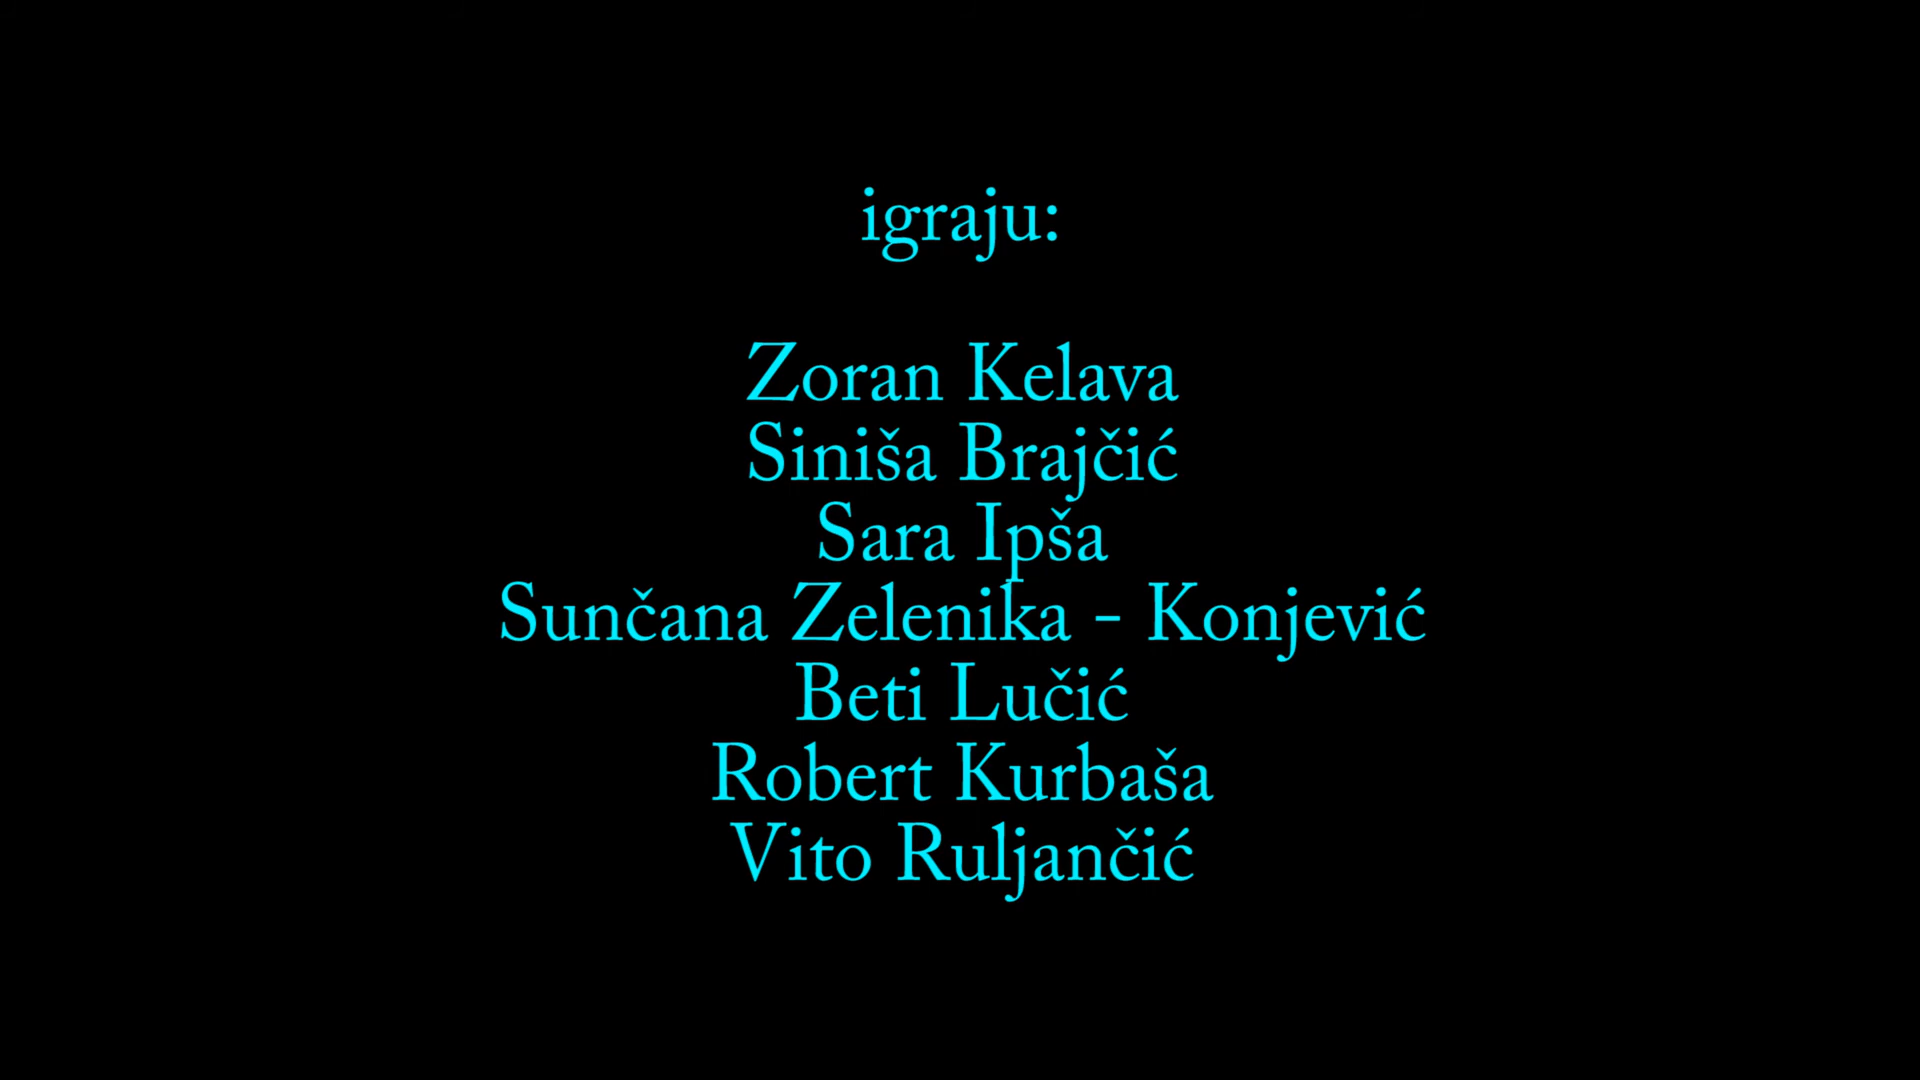 igraju:
Zoran Kelava
Siniša Brajčić
Sara Ipša
Sunčana Zelenika - Konjević
Beti Lučić
Robert Kurbaša
Vito Ruljančić